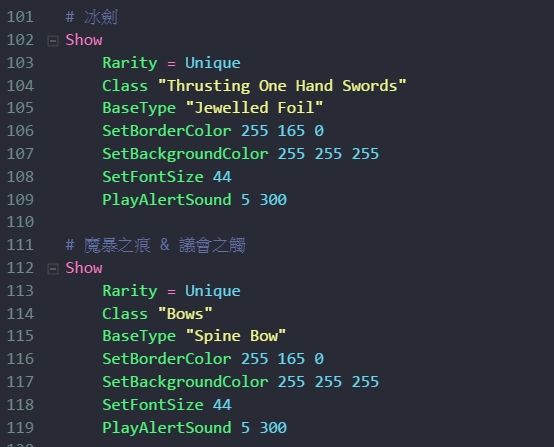 101 # 冰劍
102 Show
103 Rarity = Unique
104 Class "Thrusting One Hand Swords"
105 BaseType "Jewelled Foil"
106 SetBorderColor 255 165 0
107 SetBackgroundColor 255 255 255
108 SetFontSize 44
109 PlayAlertSound 5 300
110
111 # 魔暴之痕 & 議會之觸
112 Show
113 Rarity = Unique
114 Class "Bows"
115 BaseType "Spine Bow"
116 SetBorderColor 255 165 0
117 SetBackgroundColor 255 255 255
118 SetFontSize 44
119 PlayAlertSound 5 300